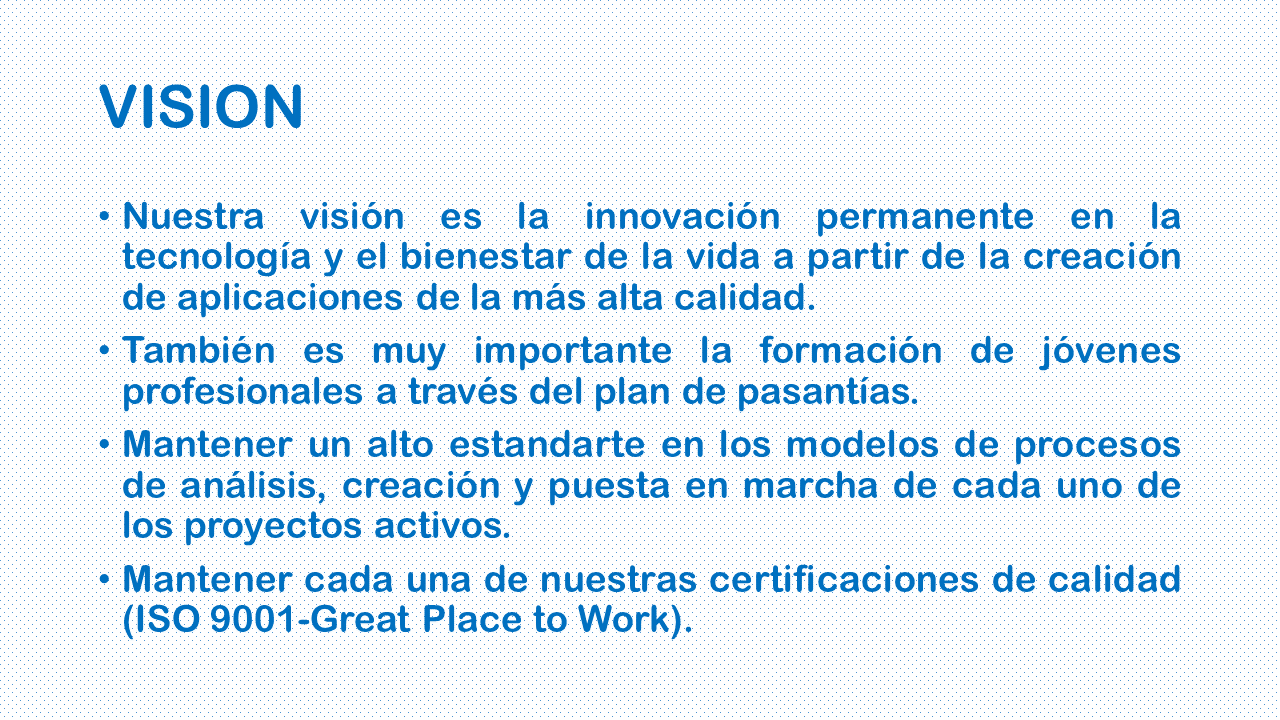 VISION
• Nuestra visión es la innovación permanente en la
tecnología y el bienestar de la vida a partir de la creación
de aplicaciones de la más alta calidad.
• También es muy importante la formación de jóvenes
profesionales a través del plan de pasantías.
• Mantener un alto estandarte en los modelos de procesos
de análisis, creación y puesta en marcha de cada uno de
los proyectos activos.
• Mantener cada una de nuestras certificaciones de calidad
(ISO 9001-Great Place to Work).